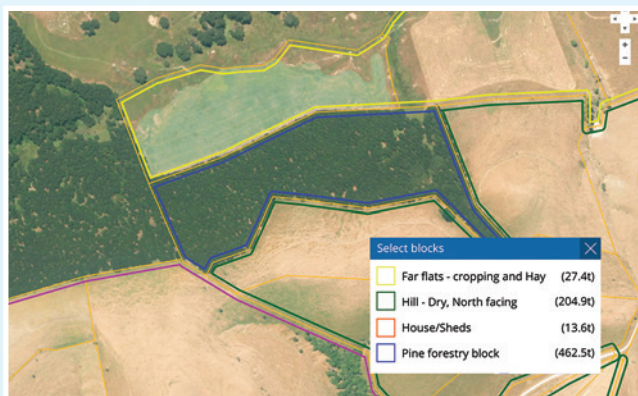 Select blocks
Far flats - cropping and Hay (27.4t)
Hill - Dry, North facing (204.9t)
House/Sheds (13.6t)
Pine forestry block (462.5t)